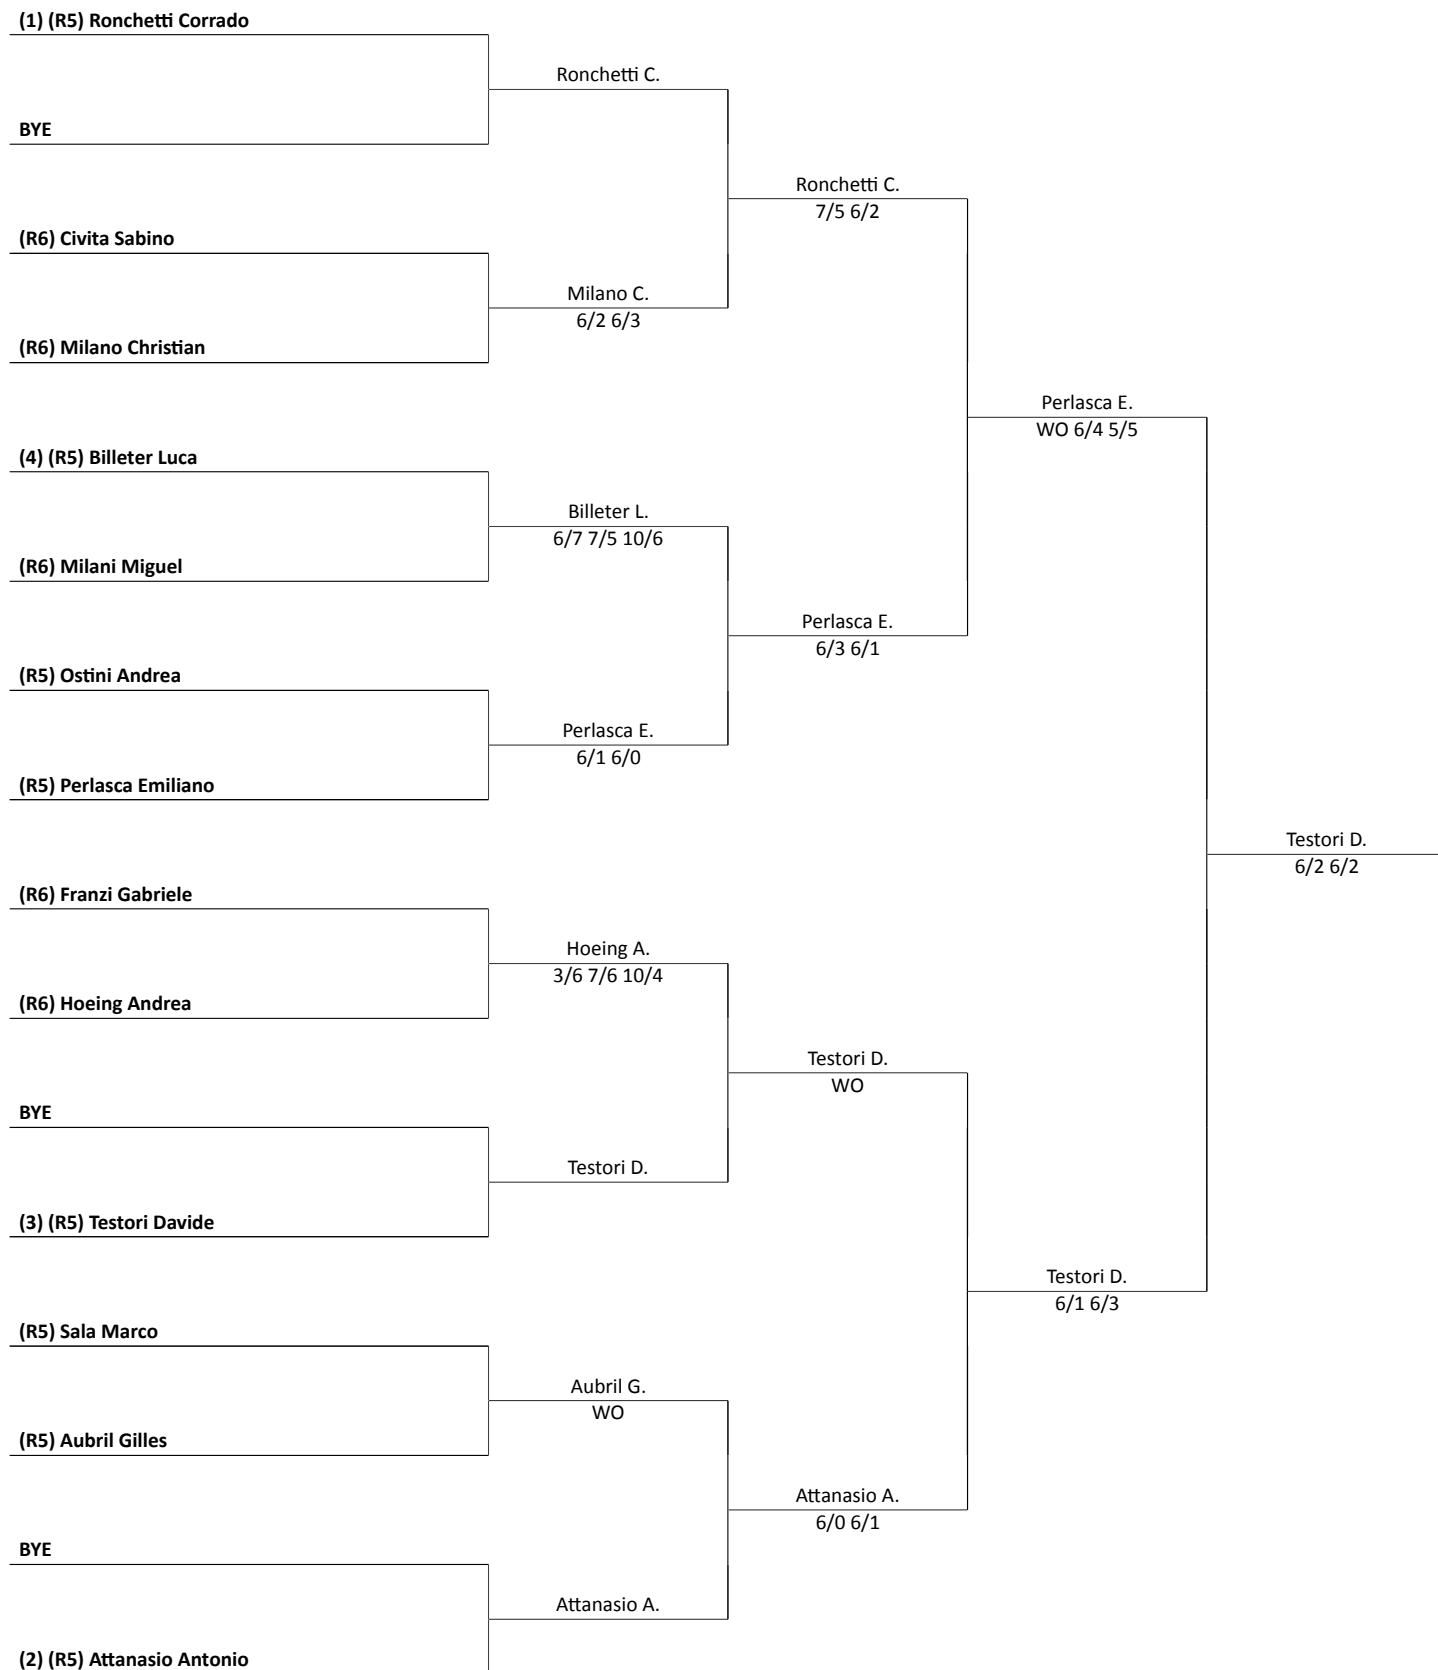 (1) (R5) Ronchetti Corrado
Ronchetti C.
BYE
Ronchetti C.
7/5 6/2
(R6) Civita Sabino
Milano C.
6/2 6/3
(R6) Milano Christian
Perlasca E.
WO 6/4 5/5
(4) (R5) Billeter Luca
Billeter L.
6/7 7/5 10/6
(R6) Milani Miguel
Perlasca E.
6/3 6/1
(R5) Ostini Andrea
Perlasca E.
6/1 6/0
(R5) Perlasca Emiliano
Testori D.
6/2 6/2
(R6) Franzi Gabriele
Hoeing A.
3/6 7/6 10/4
(R6) Hoeing Andrea
Testori D.
WO
BYE
Testori D.
(3) (R5) Testori Davide
Testori D.
6/1 6/3
(R5) Sala Marco
Aubril G.
WO
(R5) Aubril Gilles
Attanasio A.
6/0 6/1
BYE
Attanasio A.
(2) (R5) Attanasio Antonio